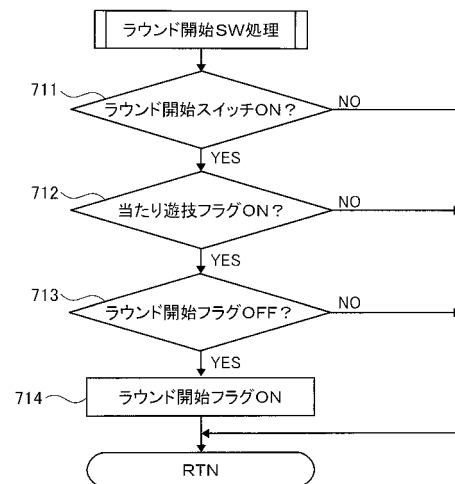 ラウンド開始SW処理
711
ラウンド開始スイッチON?
NO
YES
712
当たり遊技フラグON?
NO
YES
713
ラウンド開始フラグOFF?
NO
YES
714
ラウンド開始フラグON
RTN